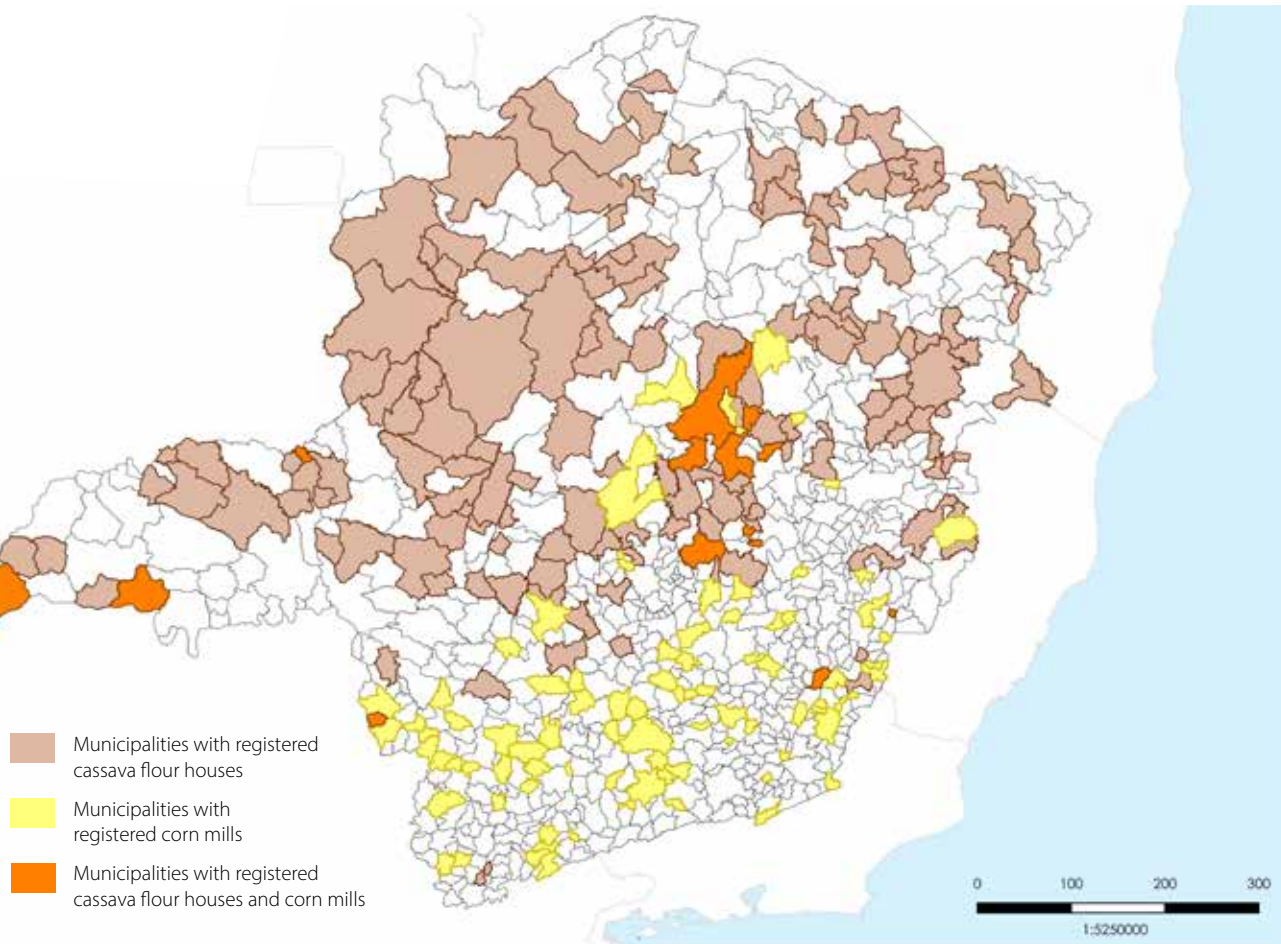 Municipalities with registered
cassava flour houses
Municipalities with
registered corn mills
Municipalities with registered
cassava flour houses and corn mills
0 100 200 300
1:5250000